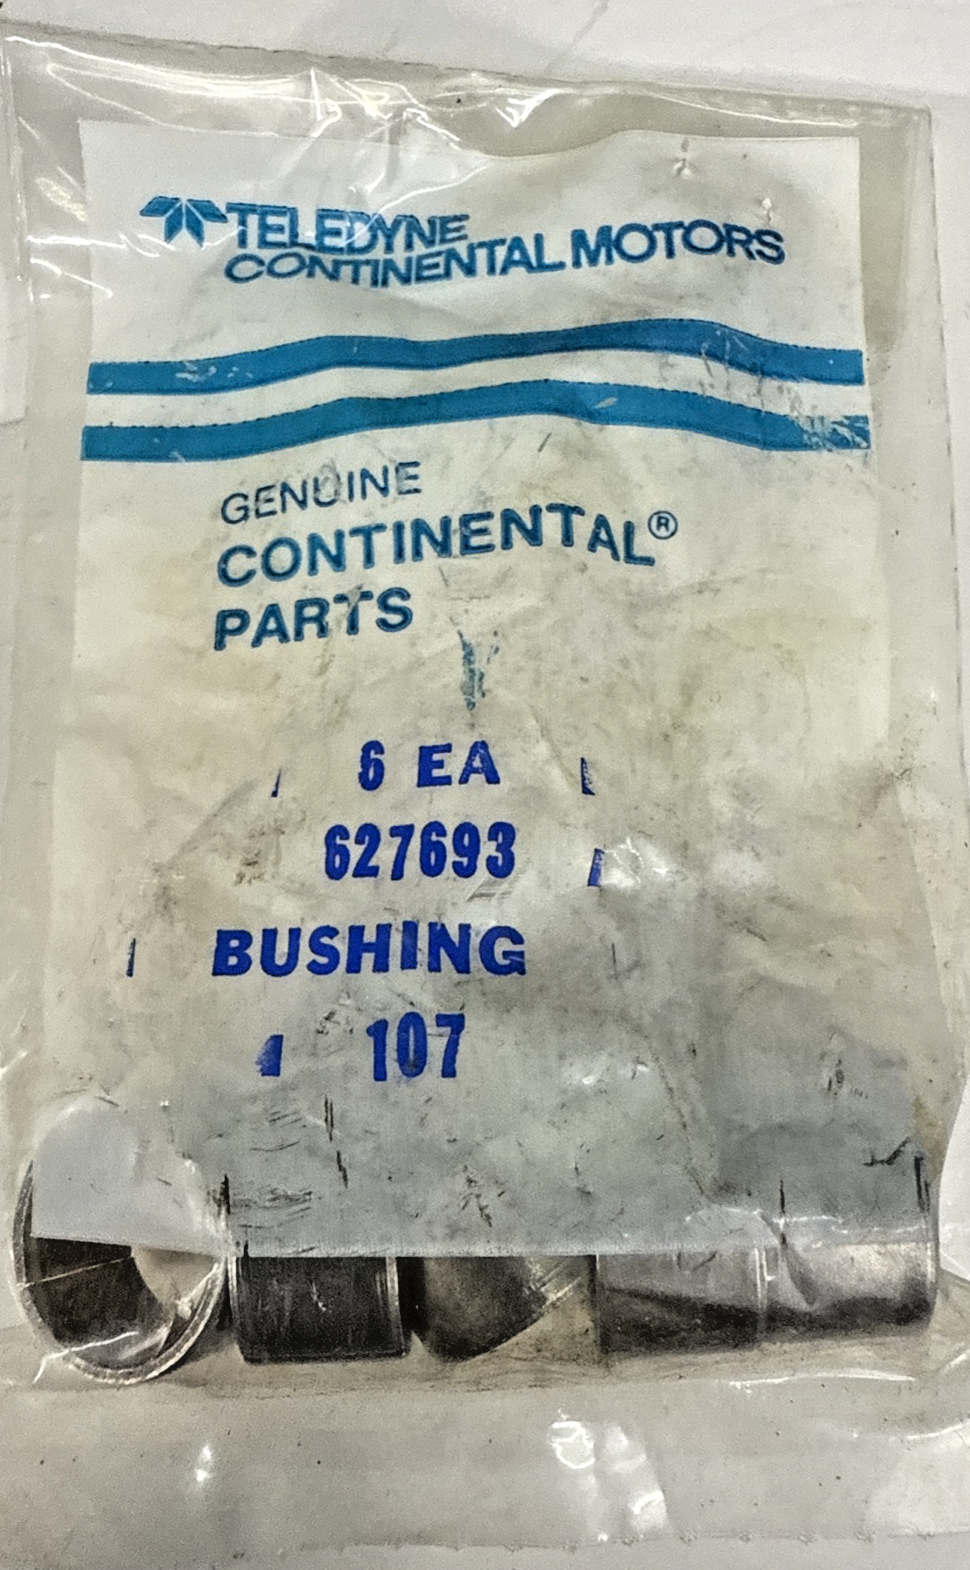 TELEDYNE
CONTINENTAL MOTORS
GENUINE
CONTINENTAL®
PARTS
6 EA
627693
BUSHING
107